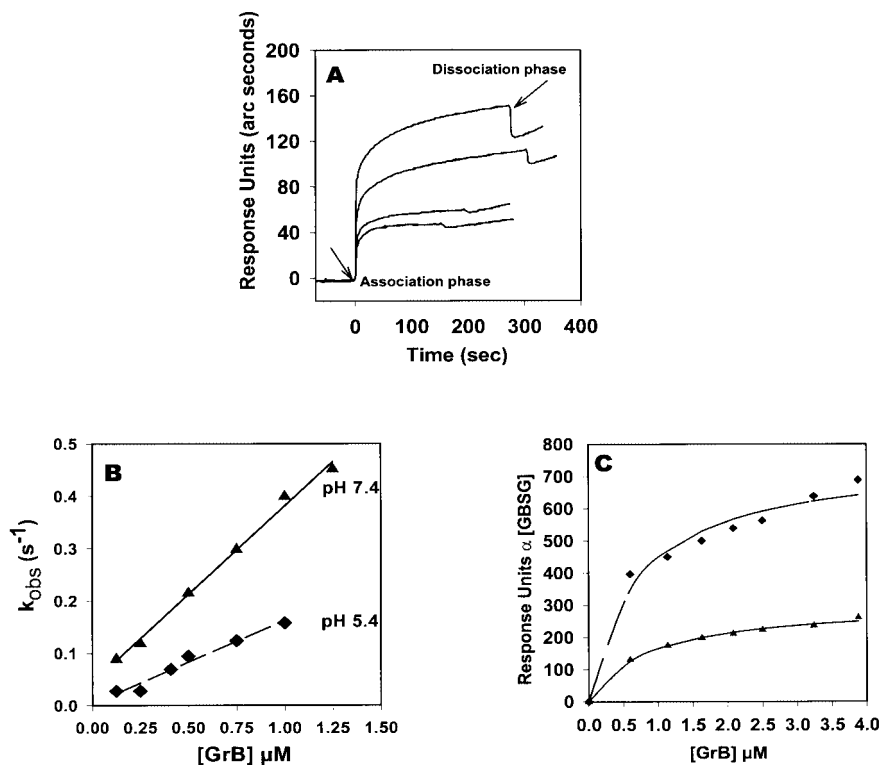 A
Response Units (arc seconds)
200
160
120
80
40
0
Dissociation phase
Association phase
0 100 200 300 400
Time (sec)
B
k_obs (s⁻¹)
0.5
0.4
0.3
0.2
0.1
0.0
pH 7.4
pH 5.4
0.00 0.25 0.50 0.75 1.00 1.25 1.50
[GrB] µM
C
Response Units α [GBSG]
800
700
600
500
400
300
200
100
0
0.0 0.5 1.0 1.5 2.0 2.5 3.0 3.5 4.0
[GrB] µM